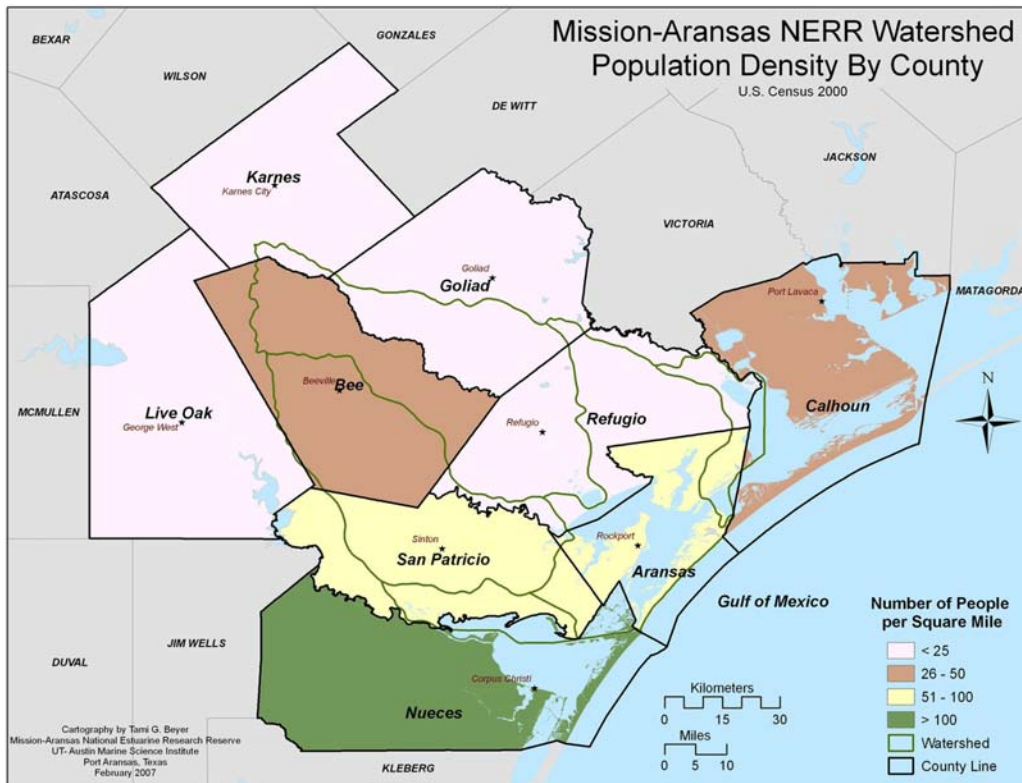 Mission-Aransas NERR Watershed
Population Density By County
U.S. Census 2000
BEXAR
GONZALES
WILSON
DE WITT
JACKSON
ATASCOSA
Karnes
Karnes City
VICTORIA
Goliad
Goliad
Port Lavaca
MATAGORDA
Beeville
Bee
MCMULLEN
Live Oak
George West
Refugio
Refugio
Calhoun
N
Sinton
San Patricio
Rockport
Aransas
Gulf of Mexico
JIM WELLS
DUVAL
Corpus Christi
Nueces
KLEBERG
Number of People
per Square Mile
< 25
26 - 50
51 - 100
> 100
Watershed
County Line
Kilometers
0 5 10 20 30
Miles
0 5 10
Cartography by Tami G. Beyer
Mission-Aransas National Estuarine Research Reserve
UT- Austin Marine Science Institute
Port Aransas, Texas
February 2007